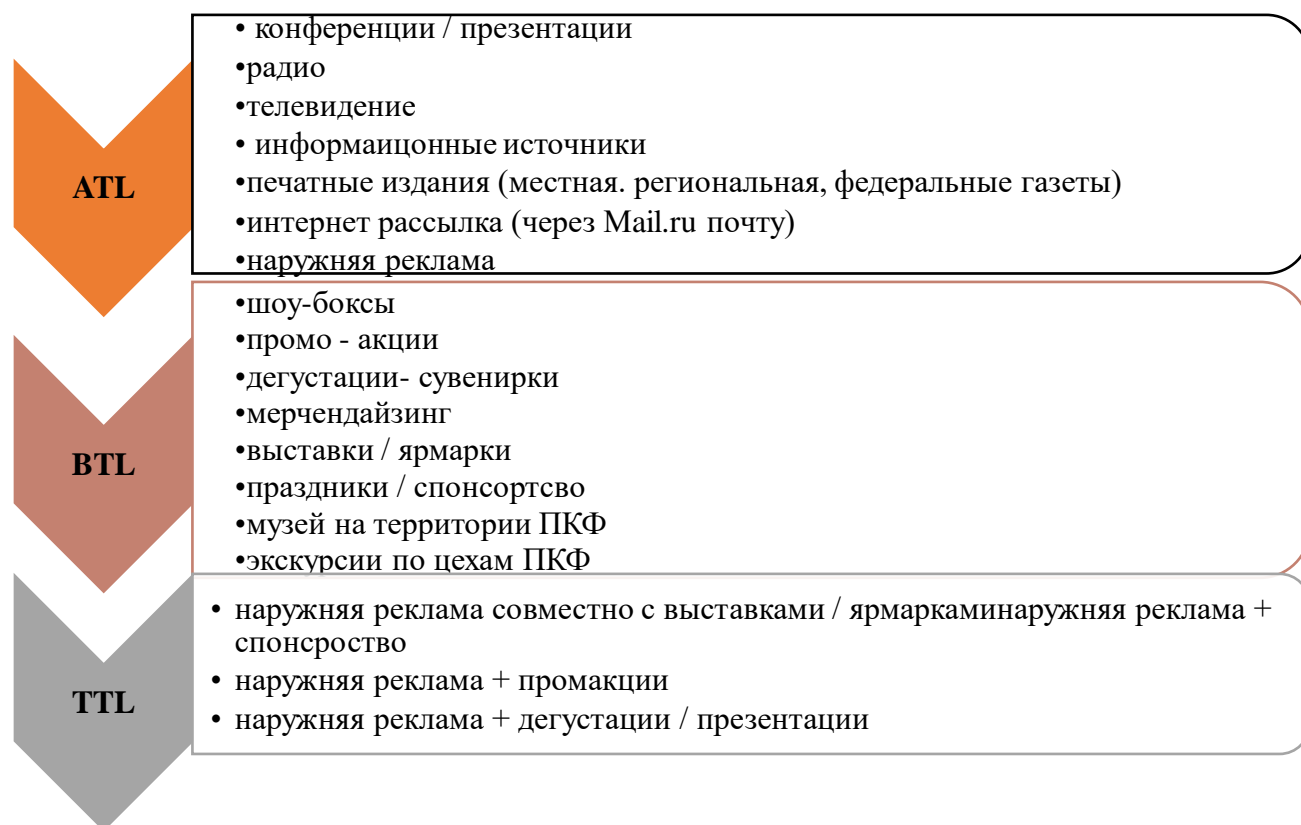 ATL
• конференции / презентации
•радио
•телевидение
• информаицонные источники
•печатные издания (местная. региональная, федеральные газеты)
•интернет рассылка (через Mail.ru почту)
•наружняя реклама
BTL
•шоу-боксы
•промо - акции
•дегустации- сувенирки
•мерчендайзинг
•выставки / ярмарки
•праздники / спонсортсво
•музей на территории ПКФ
•экскурсии по цехам ПКФ
TTL
• наружняя реклама совместно с выставками / ярмаркаминаружняя реклама +
спонсроство
• наружняя реклама + промакции
• наружняя реклама + дегустации / презентации